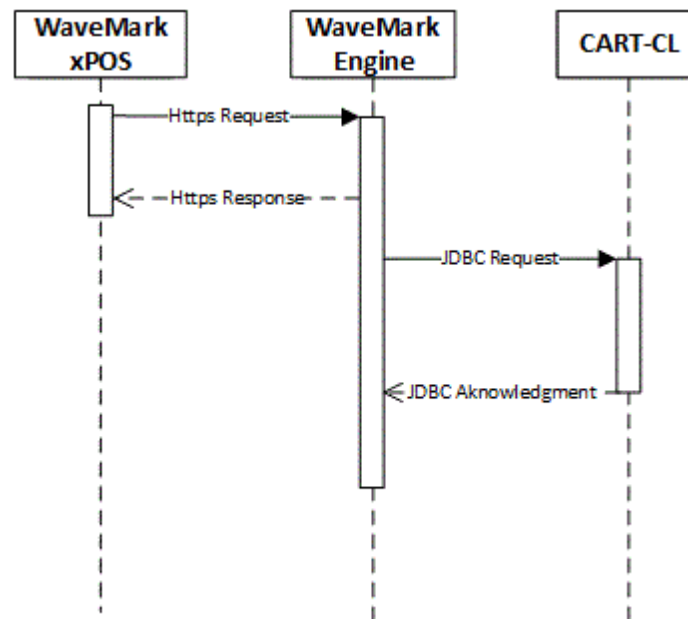 WaveMark
xPOS
WaveMark
Engine
CART-CL
Https Request
Https Response
JDBC Request
JDBC Aknowledgment